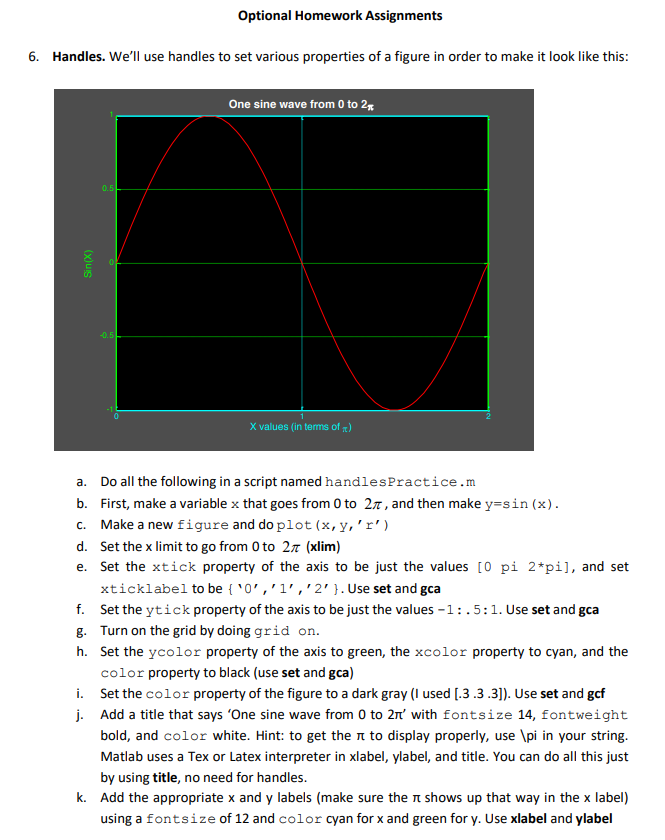 Optional Homework Assignments
6. Handles. We'll use handles to set various properties of a figure in order to make it look like this:
One sine wave from 0 to 2π
1
0.5
0
-0.5
-1
Sin(X)
0
1
2
X values (in terms of π)
a. Do all the following in a script named handlesPractice.m
b. First, make a variable x that goes from 0 to 2π, and then make y=sin(x).
c. Make a new figure and do plot(x,y,'r')
d. Set the x limit to go from 0 to 2π (xlim)
e. Set the xtick property of the axis to be just the values [0 pi 2*pi], and set
xticklabel to be {‘0’,’1’,’2’}. Use set and gca
f. Set the ytick property of the axis to be just the values -1:.5:1. Use set and gca
g. Turn on the grid by doing grid on.
h. Set the ycolor property of the axis to green, the xcolor property to cyan, and the
color property to black (use set and gca)
i. Set the color property of the figure to a dark gray (I used [.3 .3 .3]). Use set and gcf
j. Add a title that says ‘One sine wave from 0 to 2π’ with fontsize 14, fontweight
bold, and color white. Hint: to get the π to display properly, use \pi in your string.
Matlab uses a Tex or Latex interpreter in xlabel, ylabel, and title. You can do all this just
by using title, no need for handles.
k. Add the appropriate x and y labels (make sure the π shows up that way in the x label)
using a fontsize of 12 and color cyan for x and green for y. Use xlabel and ylabel